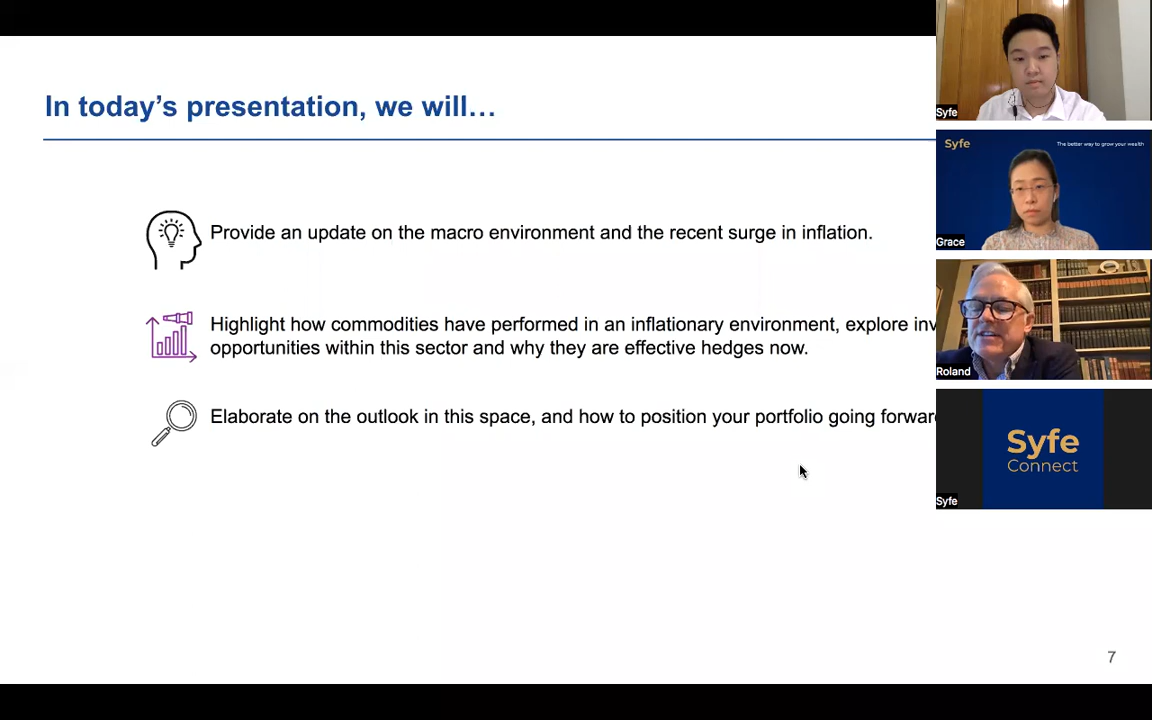 In today's presentation, we will…
Provide an update on the macro environment and the recent surge in inflation.
Highlight how commodities have performed in an inflationary environment, explore inv
opportunities within this sector and why they are effective hedges now.
Elaborate on the outlook in this space, and how to position your portfolio going forward
7
Syfe
Syfe
The better way to grow your wealth
Grace
Roland
Syfe
Connect
Syfe